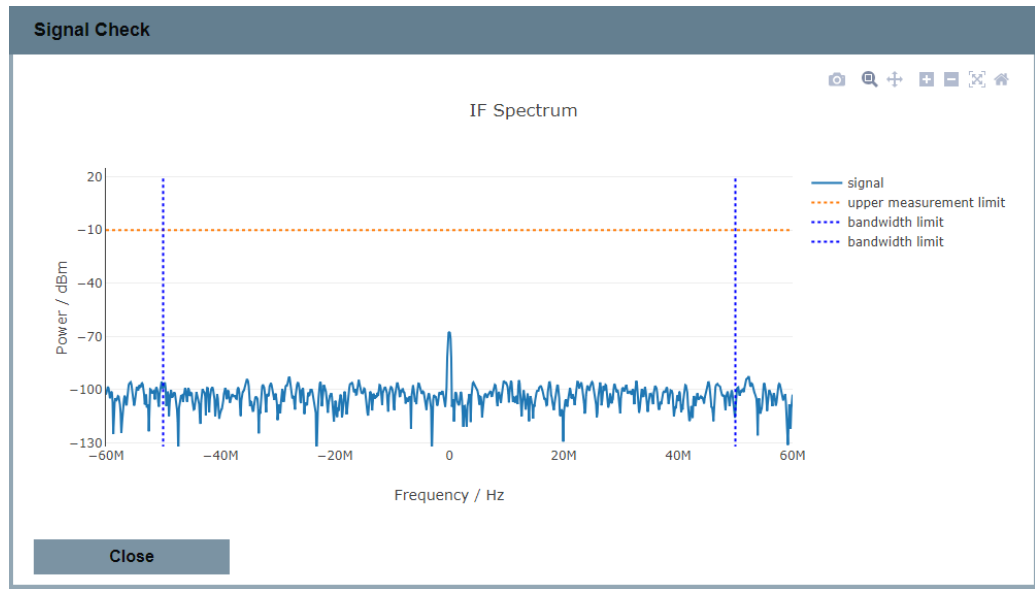 Signal Check
IF Spectrum
20
−10
−40
−70
−100
−130
Power / dBm
−60M
−40M
−20M
0
20M
40M
60M
Frequency / Hz
signal
upper measurement limit
bandwidth limit
bandwidth limit
Close